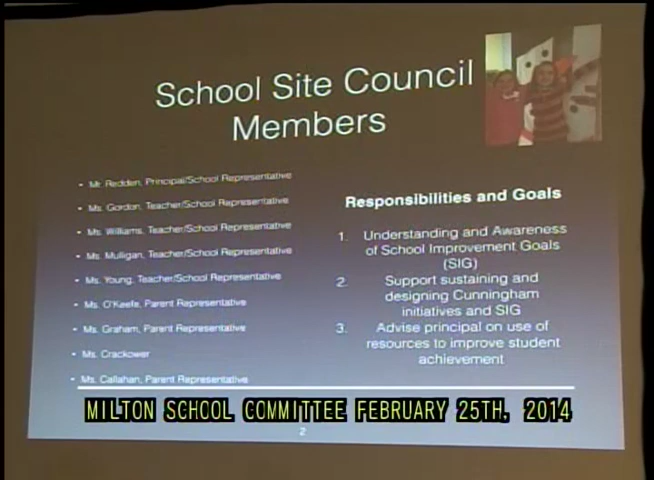 School Site Council
Members
• Mr. Redden, Principal/School Representative
• Ms. Gordon, Teacher/School Representative
• Ms. Williams, Teacher/School Representative
• Ms. Mulligan, Teacher/School Representative
• Ms. Young, Teacher/School Representative
• Ms. O'Keefe, Parent Representative
• Ms. Graham, Parent Representative
• Ms. Crackower
• Ms. Callahan, Parent Representative
Responsibilities and Goals
1. Understanding and Awareness
of School Improvement Goals
(SIG)
2. Support sustaining and
designing Cunningham
initiatives and SIG
3. Advise principal on use of
resources to improve student
achievement
MILTON SCHOOL COMMITTEE FEBRUARY 25TH, 2014
2